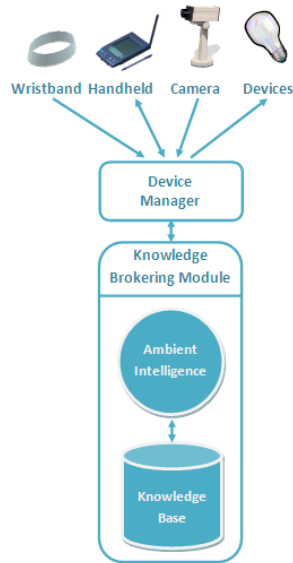 Wristband Handheld Camera Devices
Device
Manager
Knowledge
Brokering Module
Ambient
Intelligence
Knowledge
Base